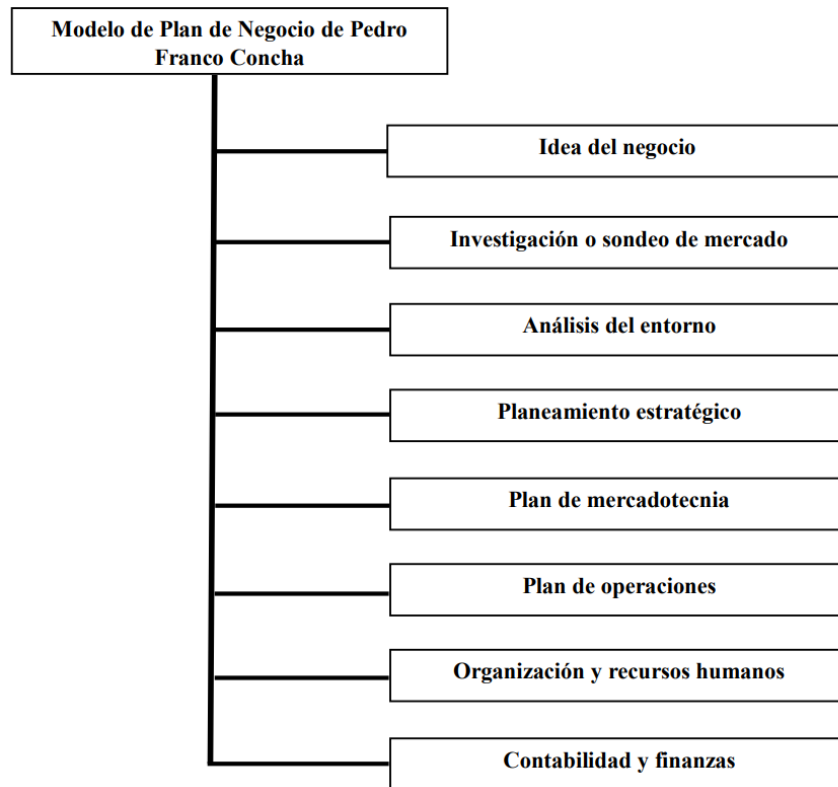 Modelo de Plan de Negocio de Pedro
Franco Concha
Idea del negocio
Investigación o sondeo de mercado
Análisis del entorno
Planeamiento estratégico
Plan de mercadotecnia
Plan de operaciones
Organización y recursos humanos
Contabilidad y finanzas